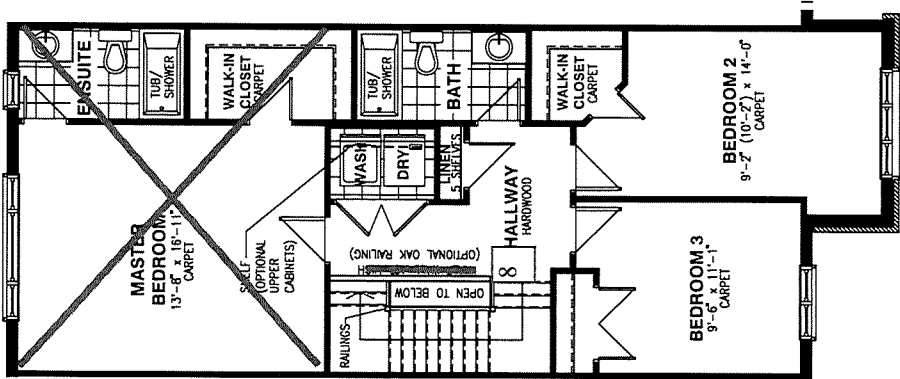 ENSUITE
TUB/
SHOWER
WALK-IN
CLOSET
CARPET
TUB/
SHOWER
BATH
WALK-IN
CLOSET
CARPET
BEDROOM 2
9'-2" (10'-2") x 14'-0"
CARPET
WASH
DRY
LINEN
5 SHELVES
HALLWAY
HARDWOOD
MASTER
BEDROOM
13'-8" x 16'-11"
CARPET
SHELF
(OPTIONAL
UPPER
CABINETS)
(OPTIONAL OAK RAILING)
8
OPEN TO BELOW
RAILINGS
BEDROOM 3
9'-6" x 11'-1"
CARPET